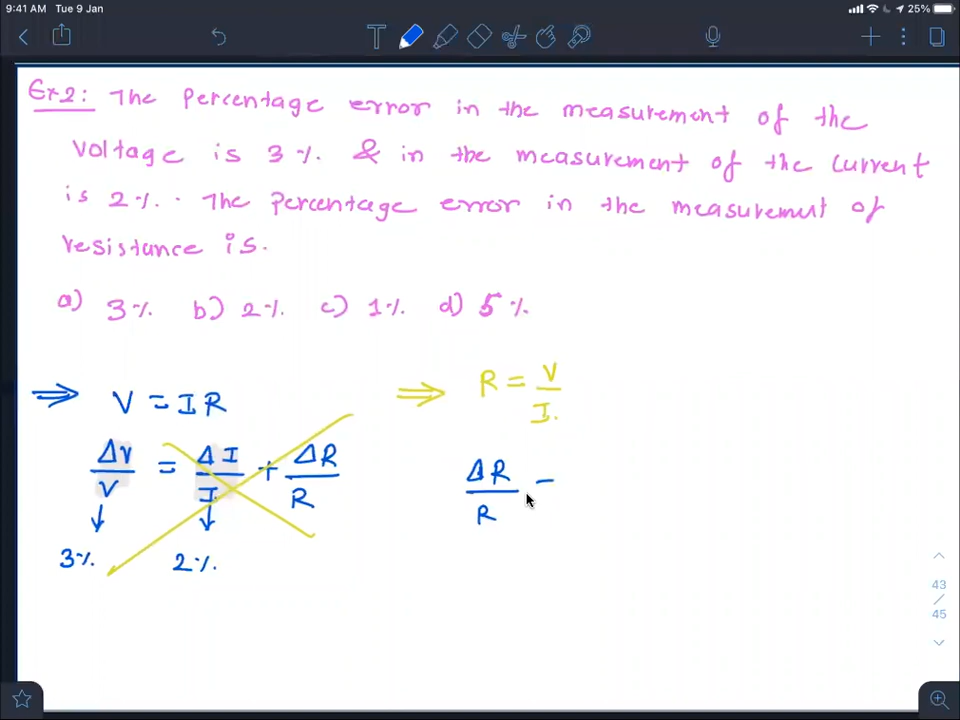 9:41 AM Tue 9 Jan
25%
Ex2: The Percentage error in the measurement of the
Voltage is 3 %. & in the measurement of the Current
is 2 %. The Percentage error in the measurement of
resistance is.
a) 3 % b) 2 % c) 1 % d) 5 %
⇒ V = IR
ΔV/V = ΔI/I + ΔR/R
↓ ↓
3 % 2 %
⇒ R = V/I.
ΔR/R =
43
/
45